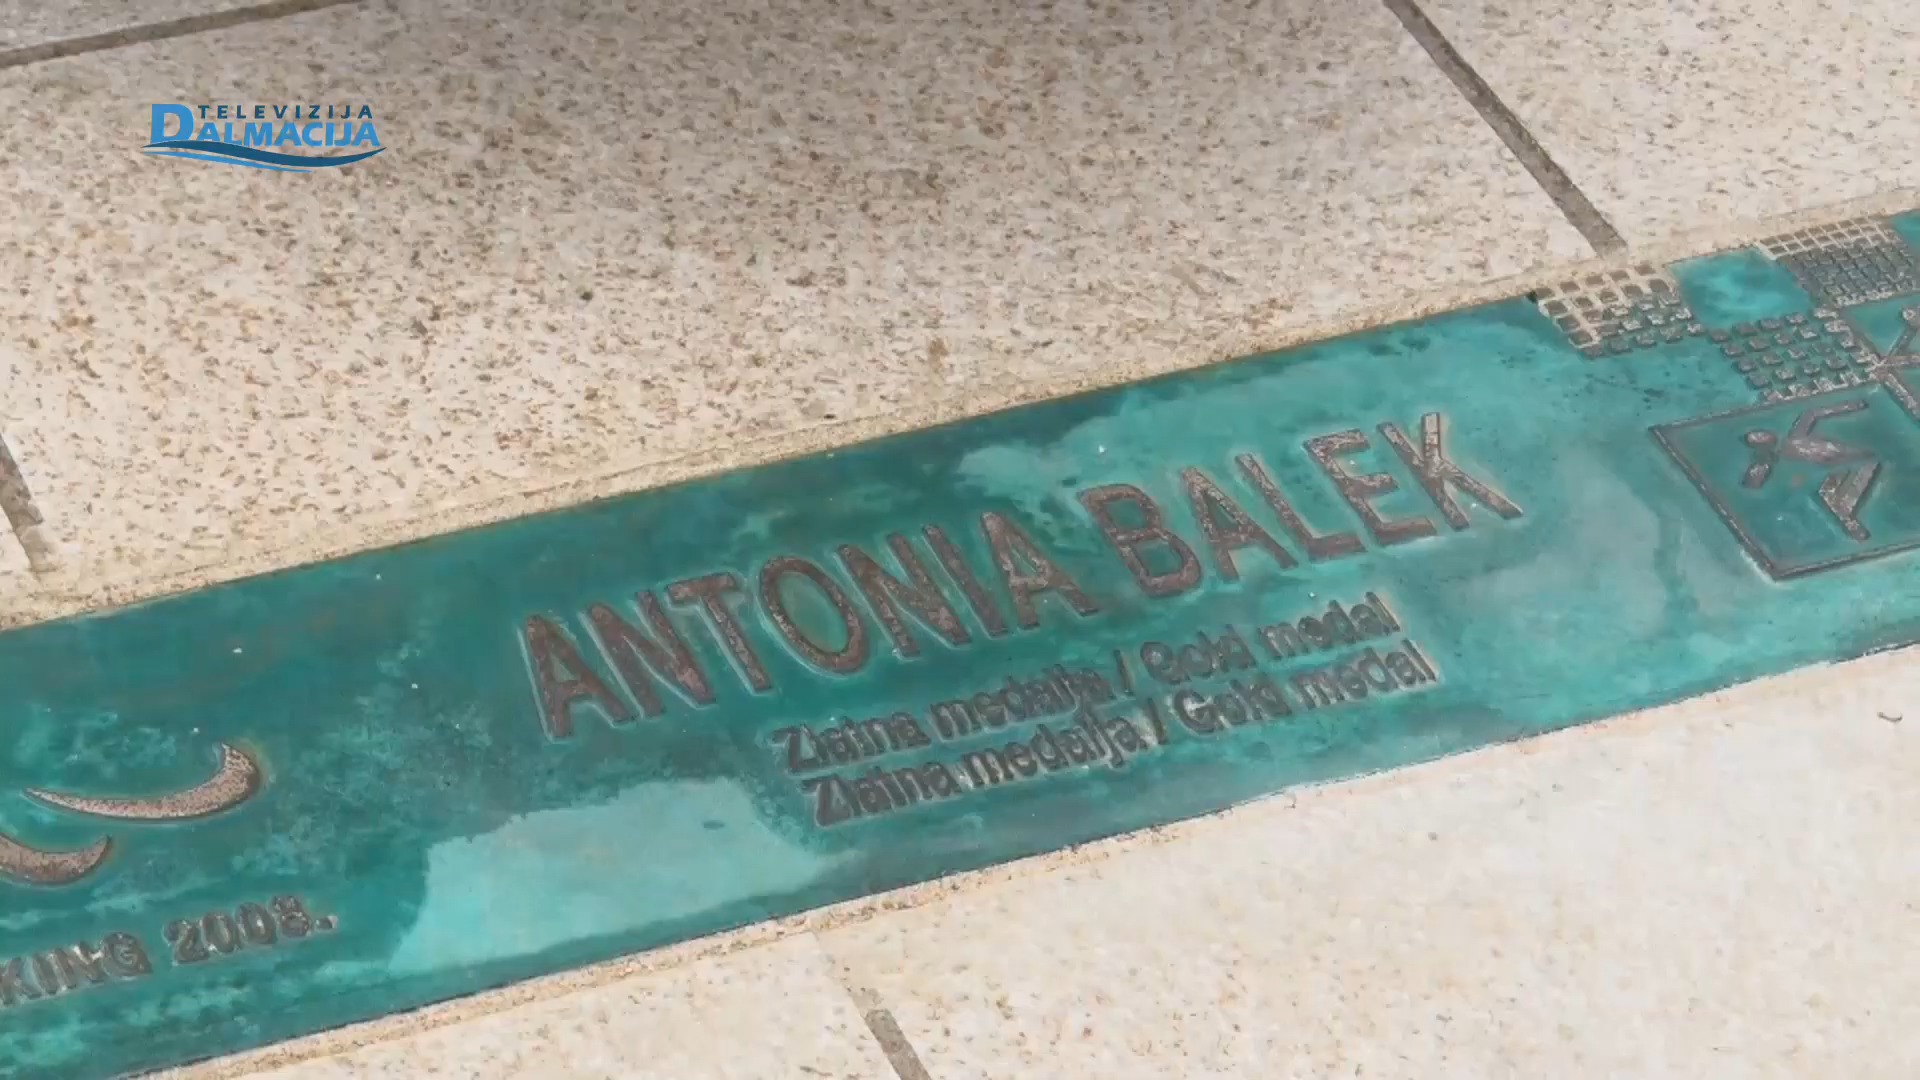 TELEVIZIJA
DALMACIJA
ANTONIA BALEK
Zlatna medalja / Gold medal
Zlatna medalja / Gold medal
KING 2008.